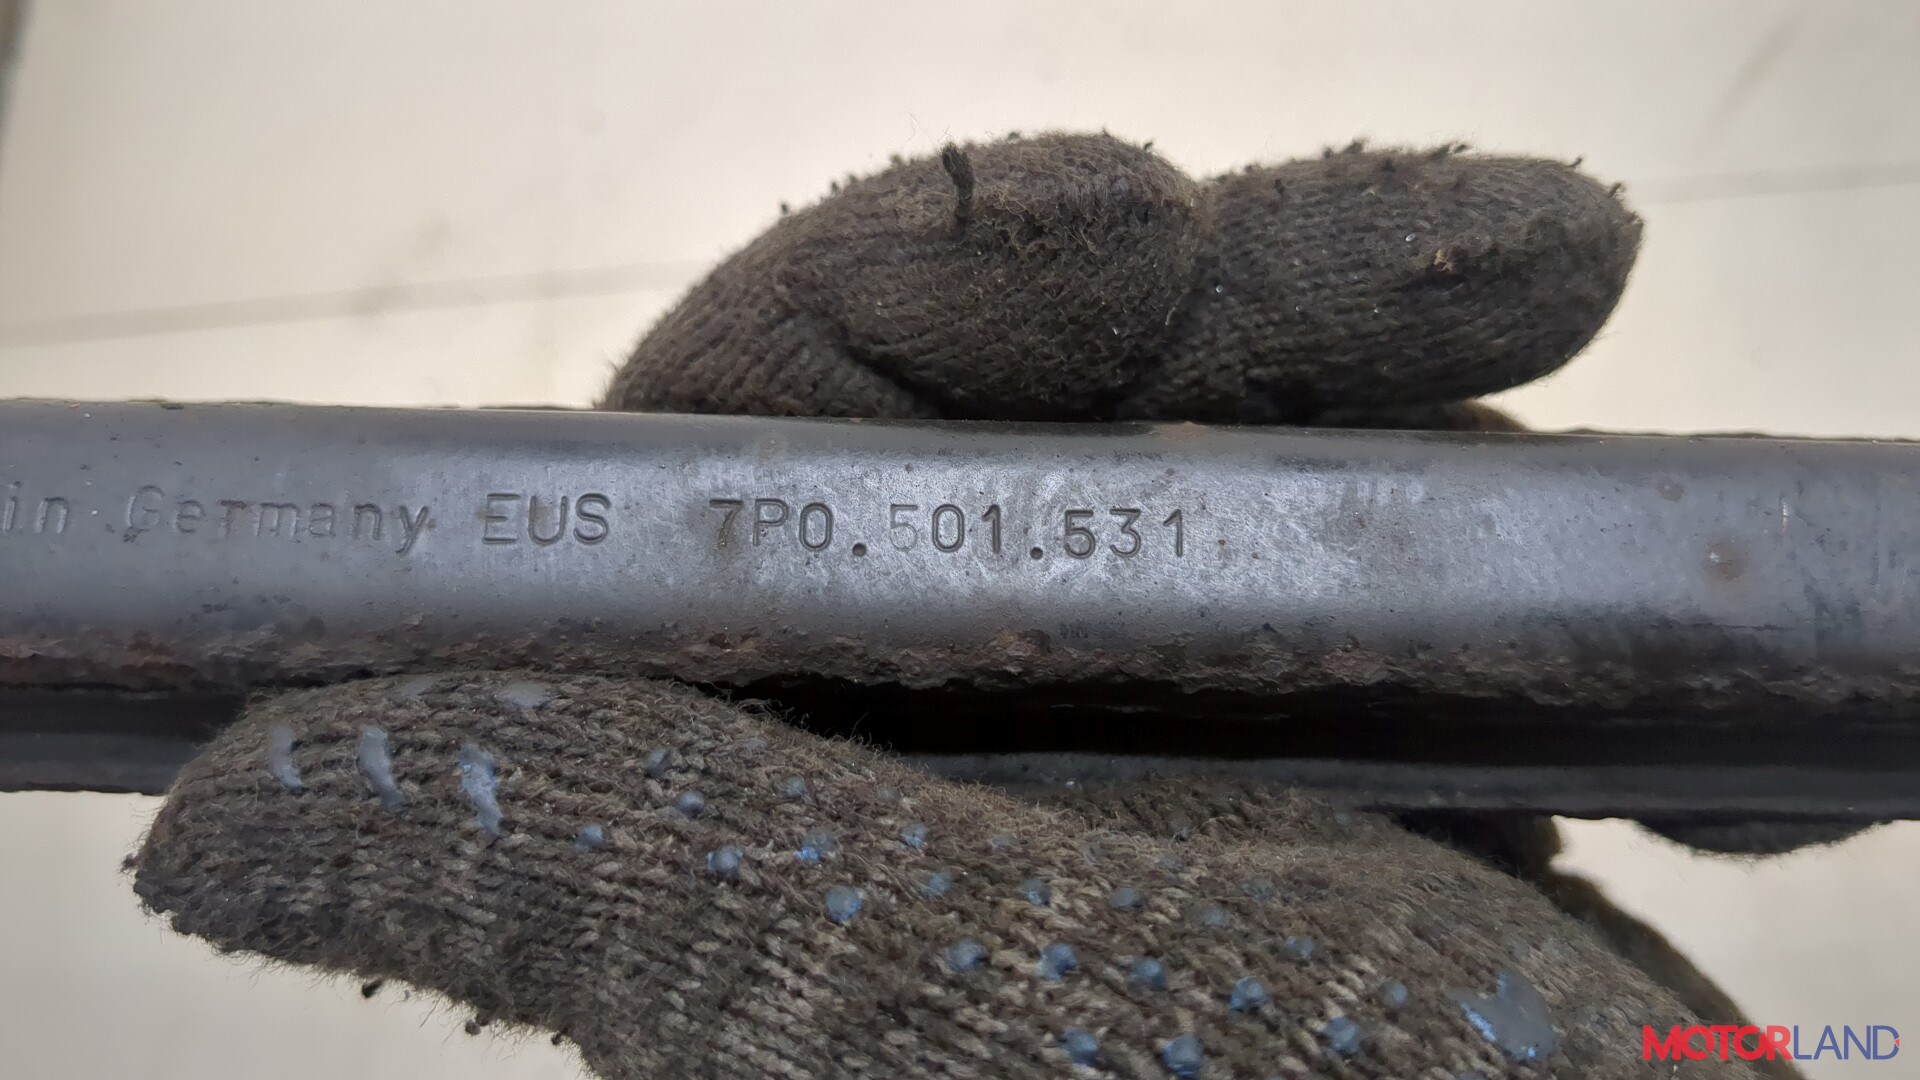 in Germany EUS 7P0.501.531
MOTORLAND